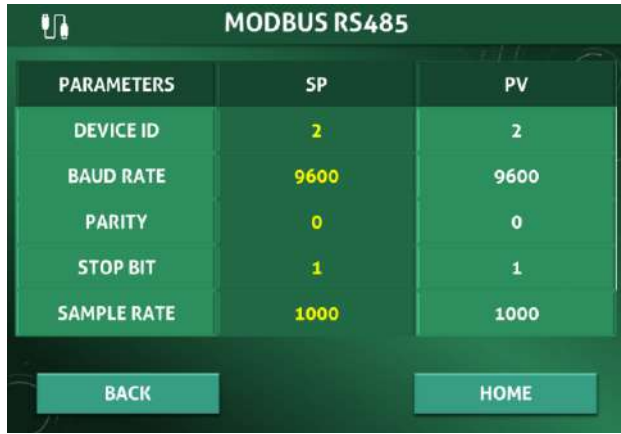 MODBUS RS485
PARAMETERS SP PV
DEVICE ID 2 2
BAUD RATE 9600 9600
PARITY 0 0
STOP BIT 1 1
SAMPLE RATE 1000 1000
BACK HOME